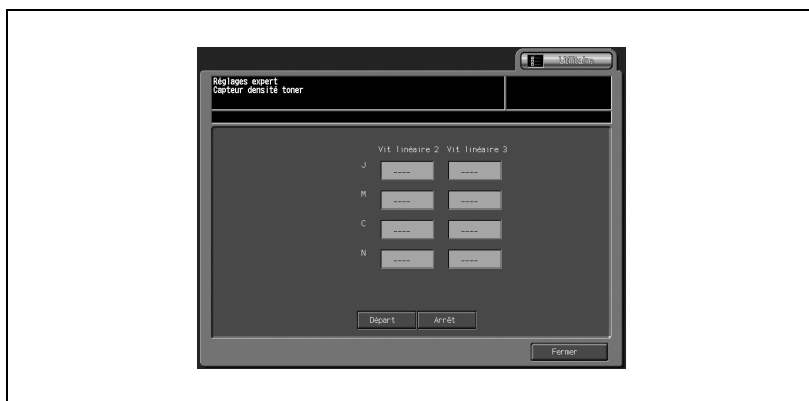 Utilitaire
Réglages expert
Capteur densité toner
Vit linéaire 2 Vit linéaire 3
J ---- ----
M ---- ----
C ---- ----
N ---- ----
Départ Arrêt
Fermer